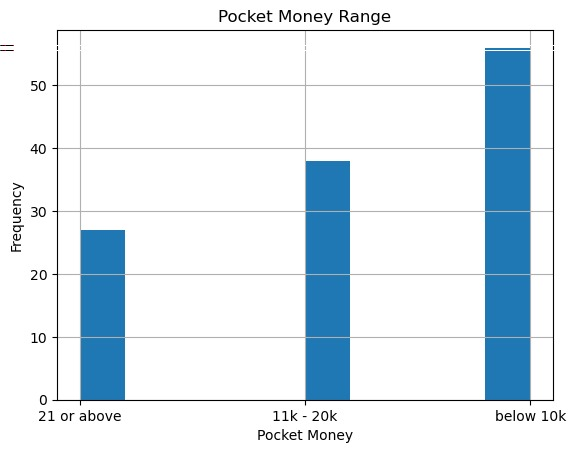 Pocket Money Range
Frequency
50
40
30
20
10
0
21 or above
11k - 20k
below 10k
Pocket Money